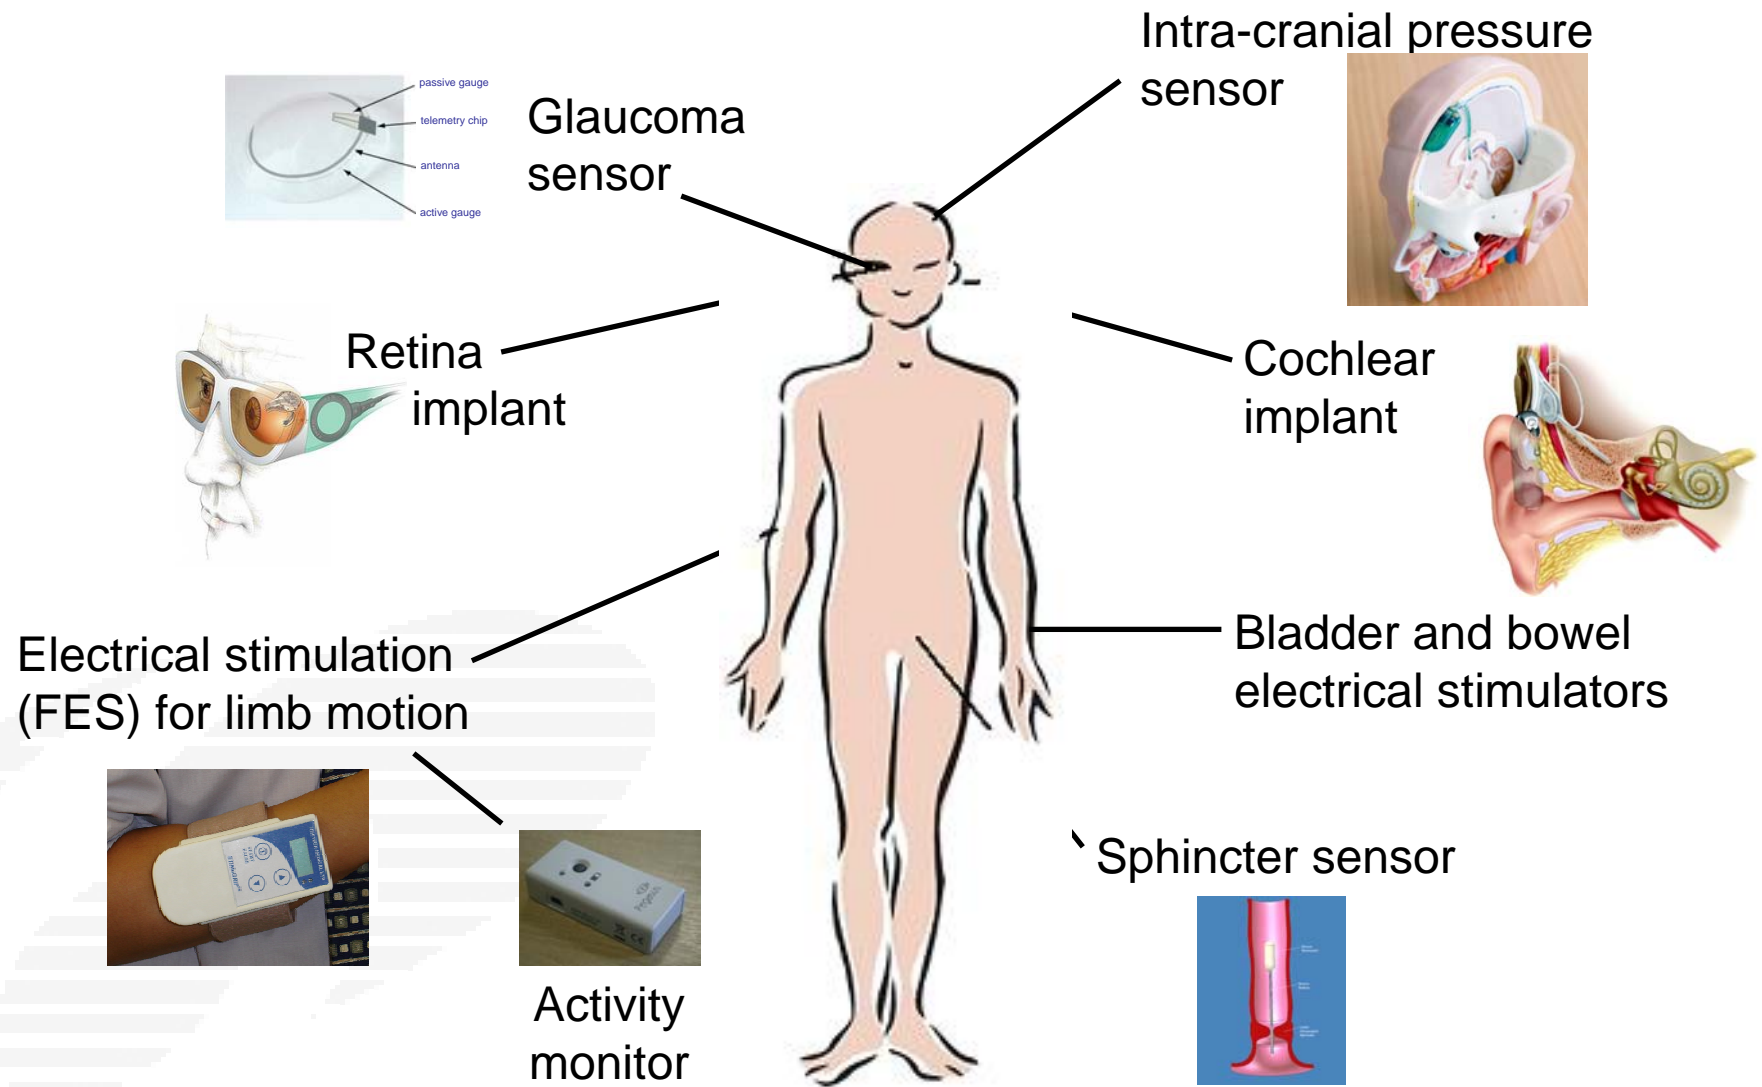 Intra-cranial pressure
sensor
passive gauge
telemetry chip
antenna
active gauge
Glaucoma
sensor
Retina
implant
Cochlear
implant
Electrical stimulation
(FES) for limb motion
Bladder and bowel
electrical stimulators
Sphincter sensor
Pegasus
Activity
monitor